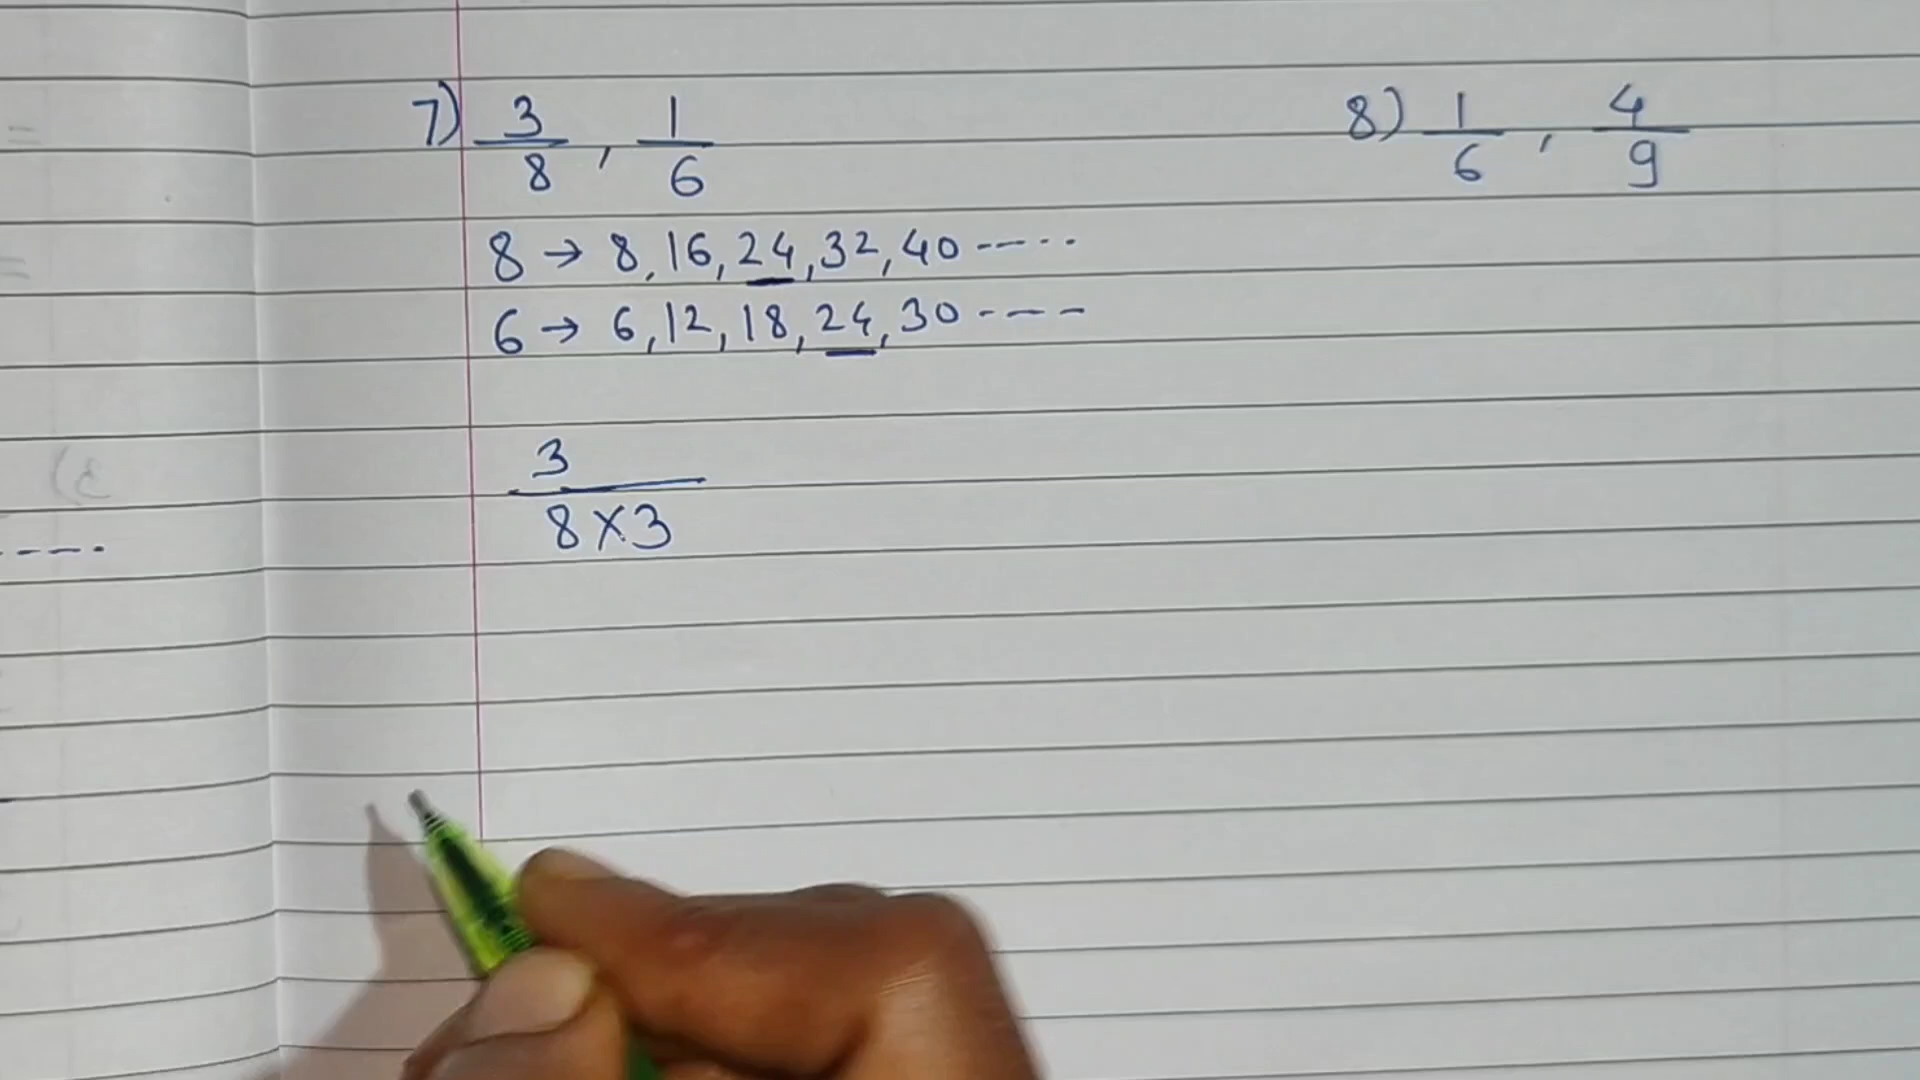 7) 3/8 , 1/6
8 → 8, 16, 24, 32, 40 -----
6 → 6, 12, 18, 24, 30 ----
3/8×3
8) 1/6 , 4/9